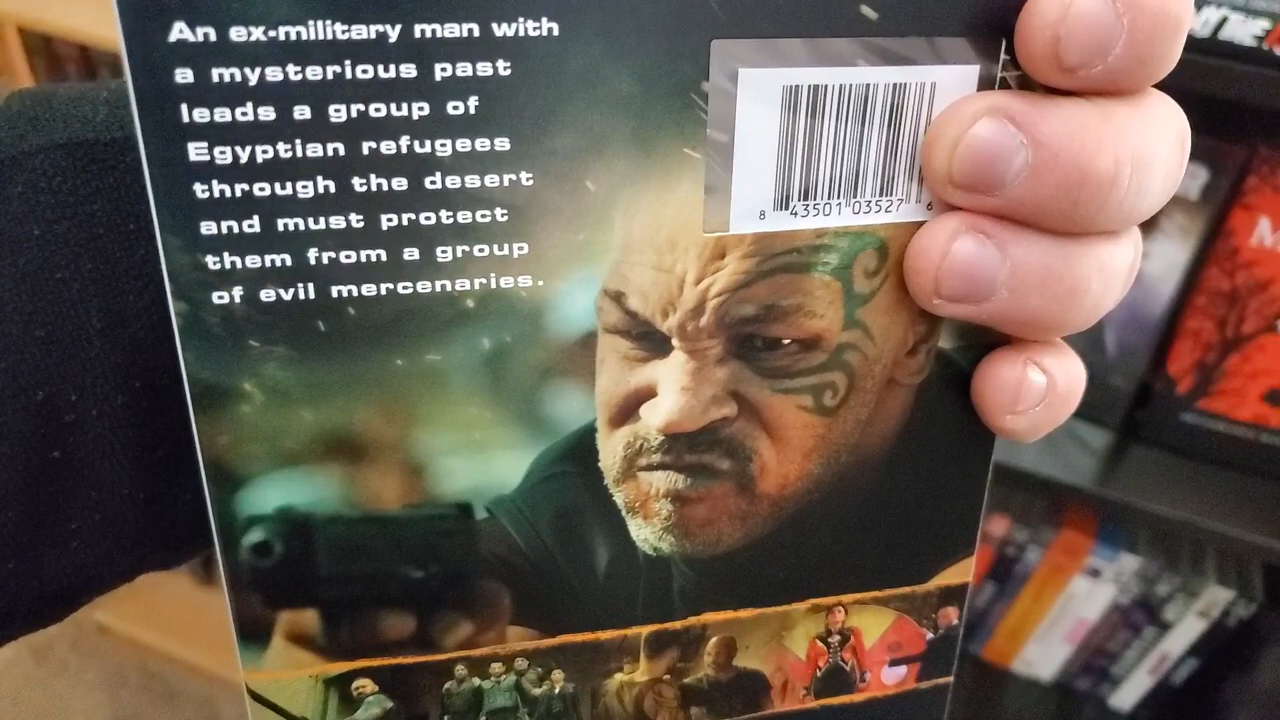 An ex-military man with
a mysterious past
leads a group of
Egyptian refugees
through the desert
and must protect
them from a group
of evil mercenaries.
8 43501 03527 6